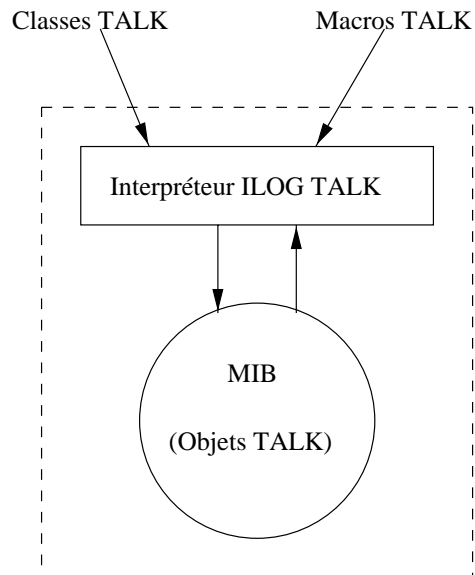 Classes TALK
Macros TALK
Interpréteur ILOG TALK
MIB
(Objets TALK)